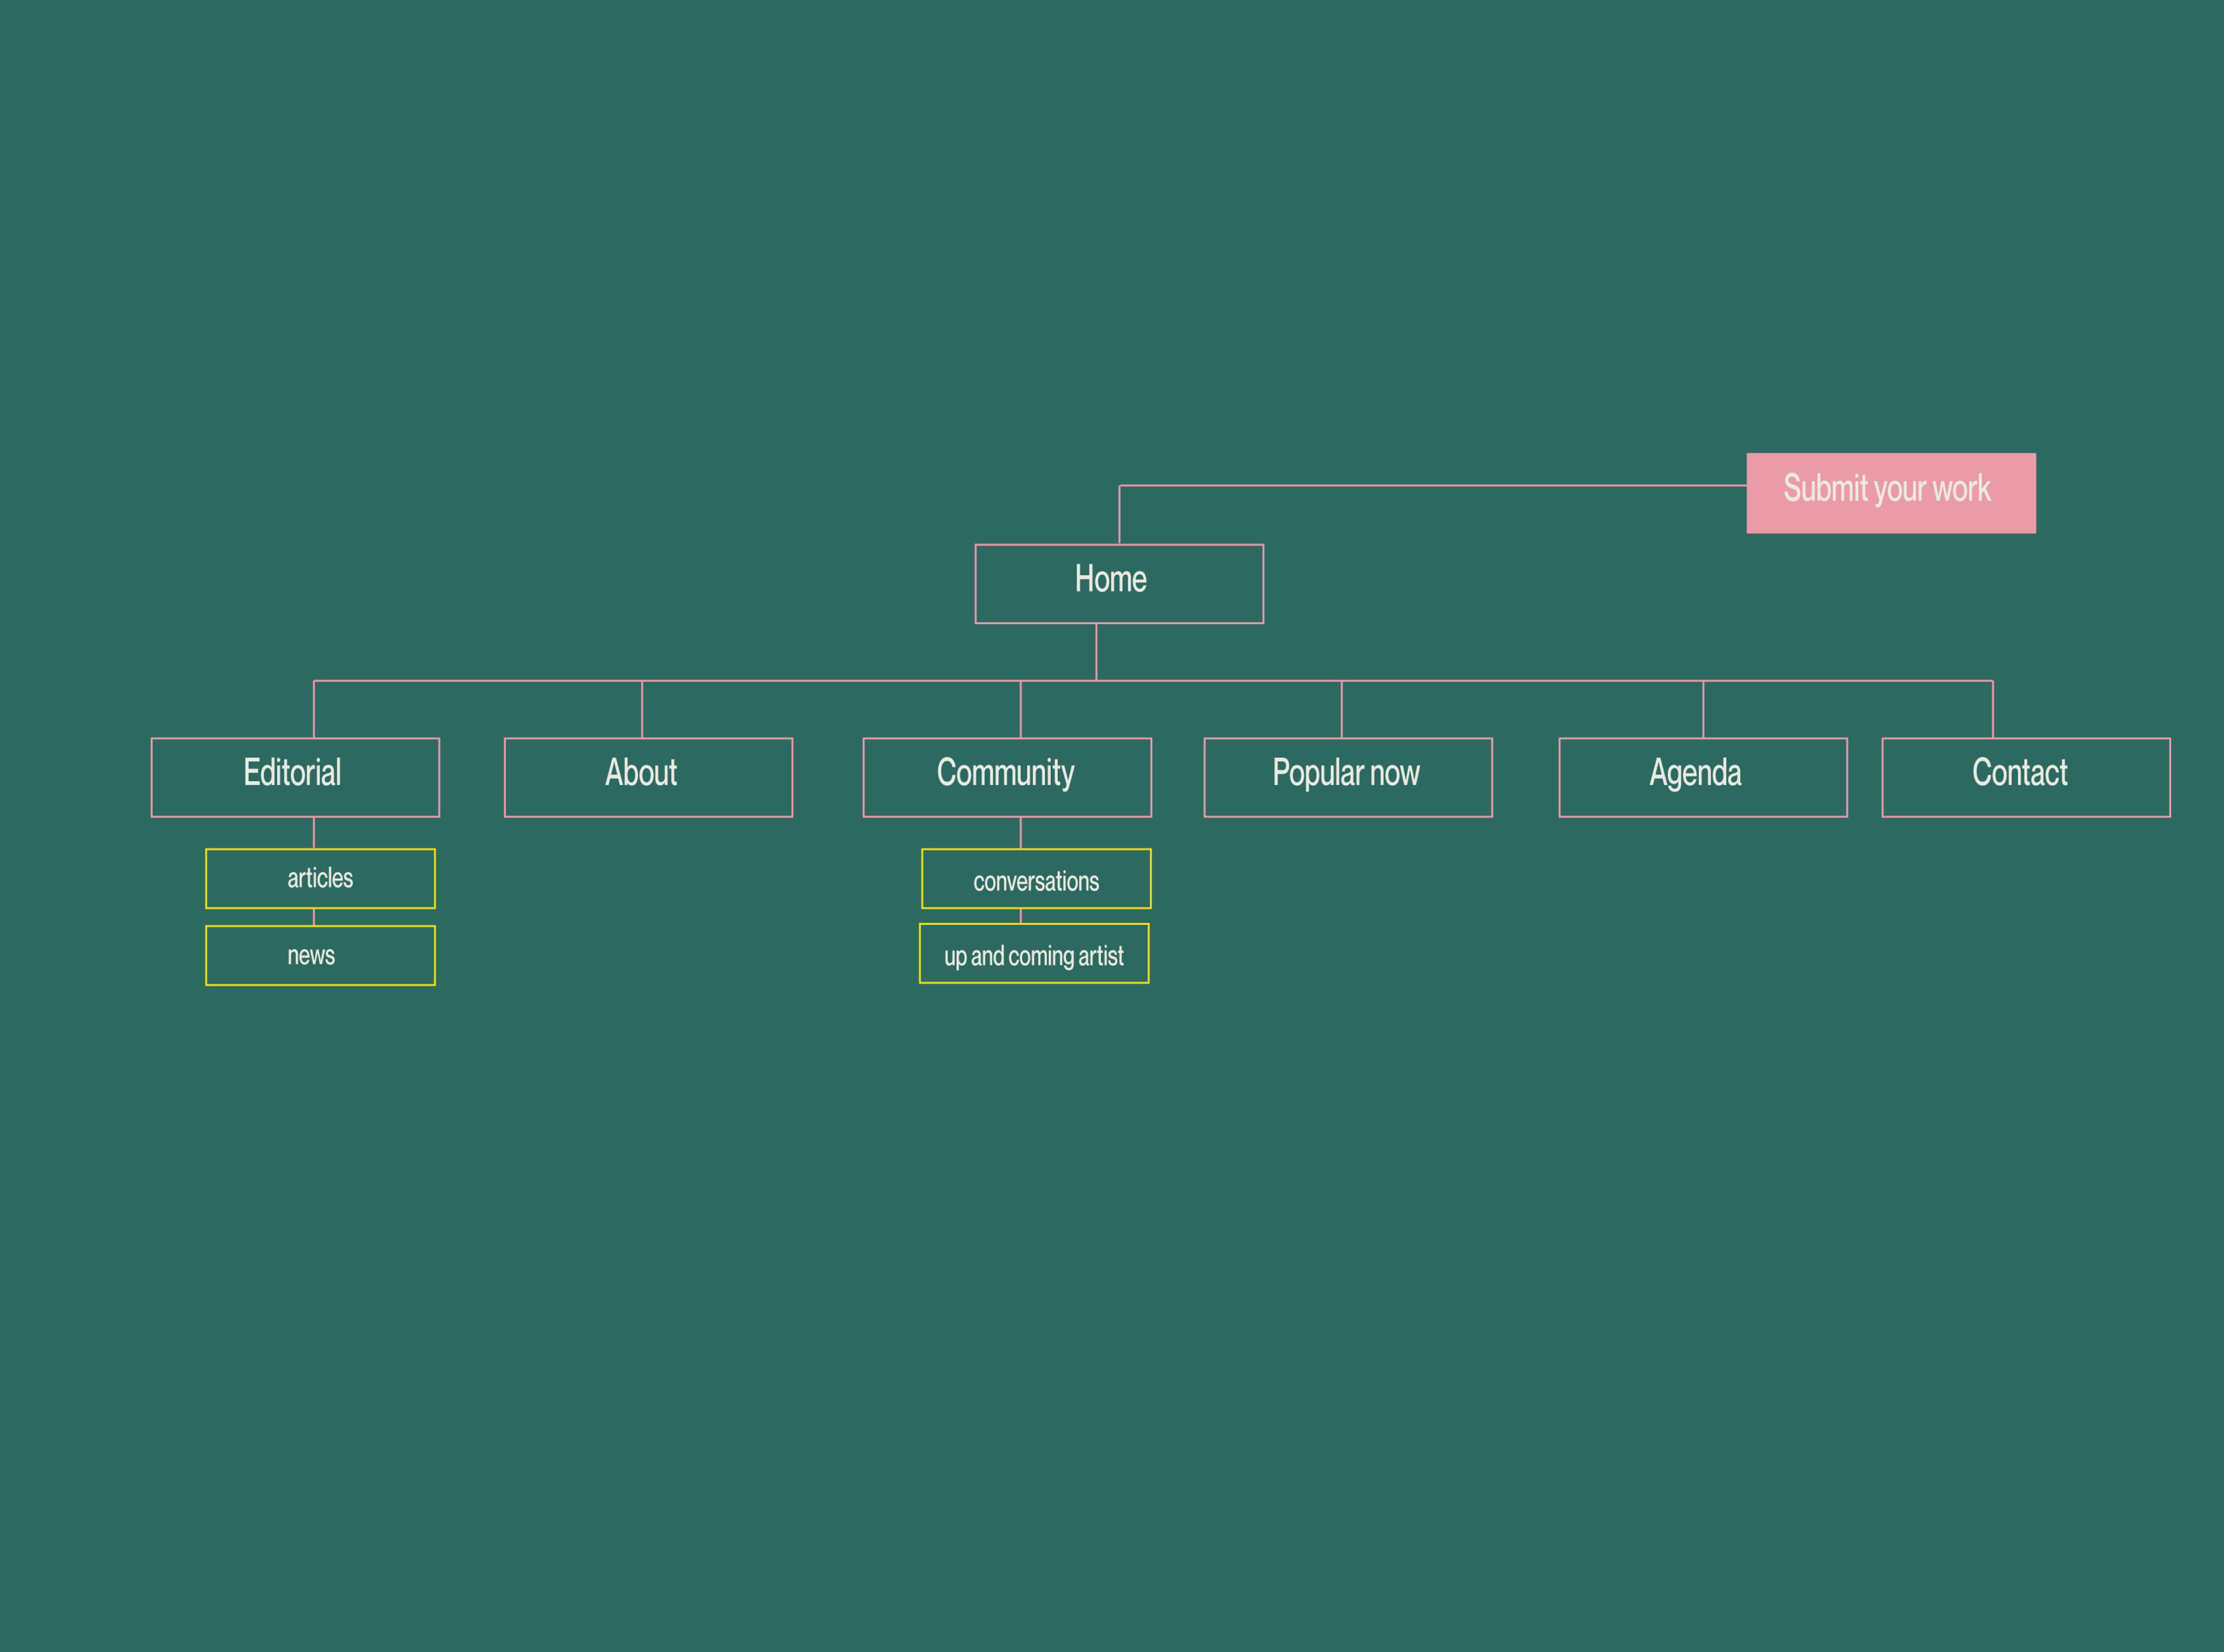 Submit your work
Home
Editorial
About
Community
Popular now
Agenda
Contact
articles
conversations
news
up and coming artist